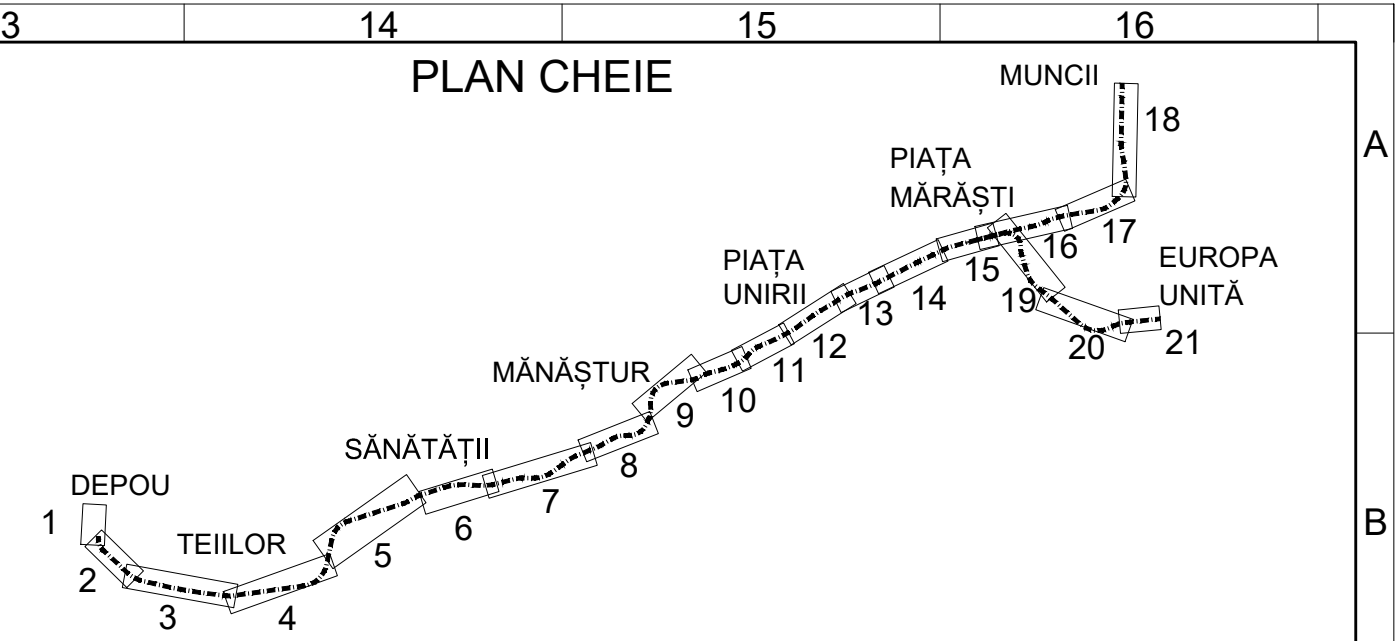 3
14
15
16
PLAN CHEIE
MUNCII
18
A
PIAȚA
MĂRĂȘTI
17
16
15
EUROPA
UNITĂ
PIAȚA
UNIRII
19
14
13
20
21
12
11
MĂNĂȘTUR
10
9
SĂNĂTĂȚII
8
7
DEPOU
6
1
B
TEIILOR
5
2
3
4